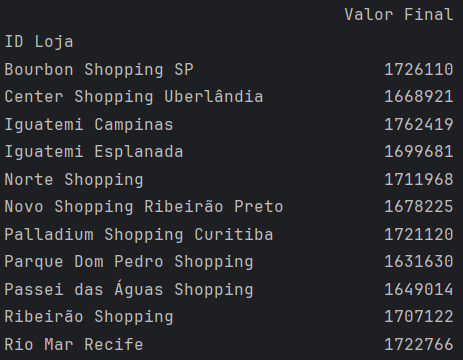 Valor Final
ID Loja
Bourbon Shopping SP 1726110
Center Shopping Uberlândia 1668921
Iguatemi Campinas 1762419
Iguatemi Esplanada 1699681
Norte Shopping 1711968
Novo Shopping Ribeirão Preto 1678225
Palladium Shopping Curitiba 1721120
Parque Dom Pedro Shopping 1631630
Passei das Águas Shopping 1649014
Ribeirão Shopping 1707122
Rio Mar Recife 1722766